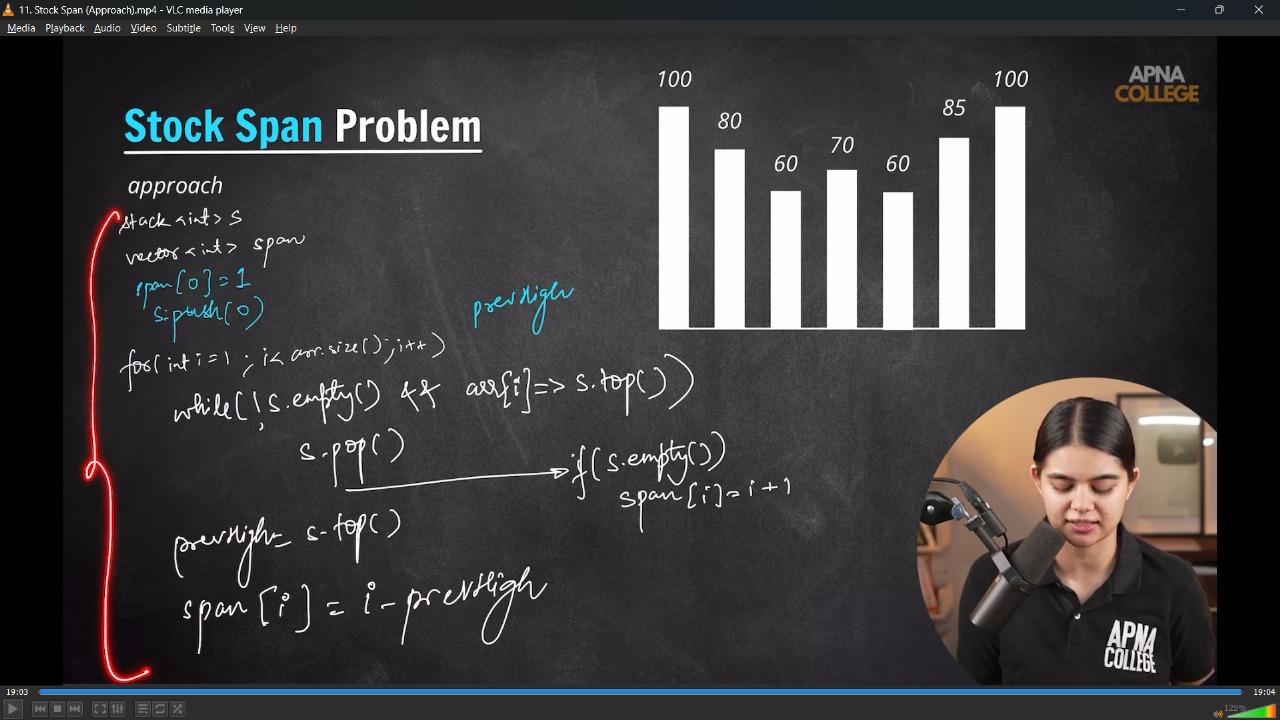 11. Stock Span (Approach).mp4 - VLC media player
Media Playback Audio Video Subtitle Tools View Help
APNA
COLLEGE
Stock Span Problem
100
80
60
70
60
85
100
approach
stack <int> s
vector <int> span
span[0] = 1
s.push(0)
prevHigh
for(int i=1 ; i< arr.size();i++)
while(!s.empty() && arr[i]=> s.top())
s.pop()
if(s.empty())
span[i]=i+1
prevHigh= s.top()
span[i] = i - prevHigh
APNA
COLLEGE
19:03
19:04
125%